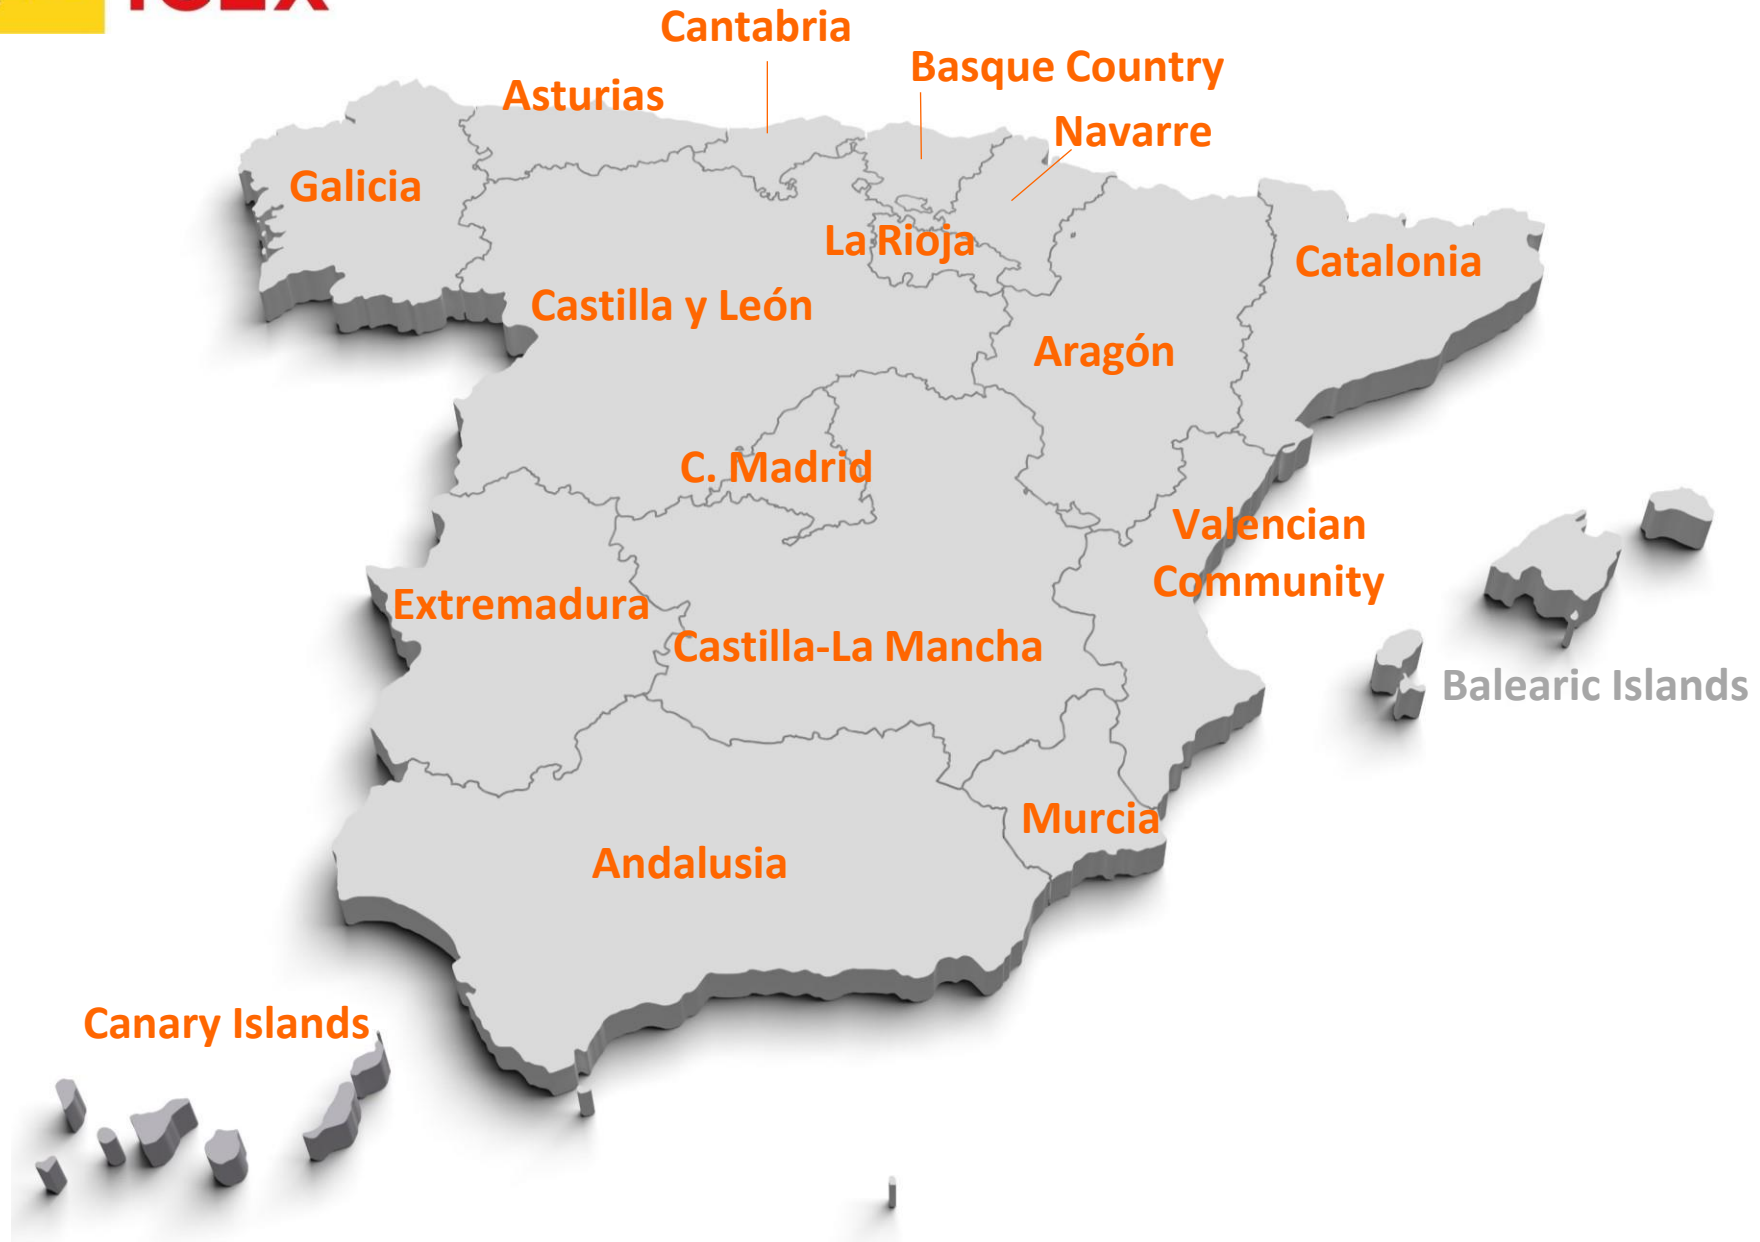 Cantabria
Basque Country
Asturias
Navarre
Galicia
La Rioja
Catalonia
Castilla y León
Aragón
C. Madrid
Valencian
Community
Extremadura
Castilla-La Mancha
Balearic Islands
Murcia
Andalusia
Canary Islands